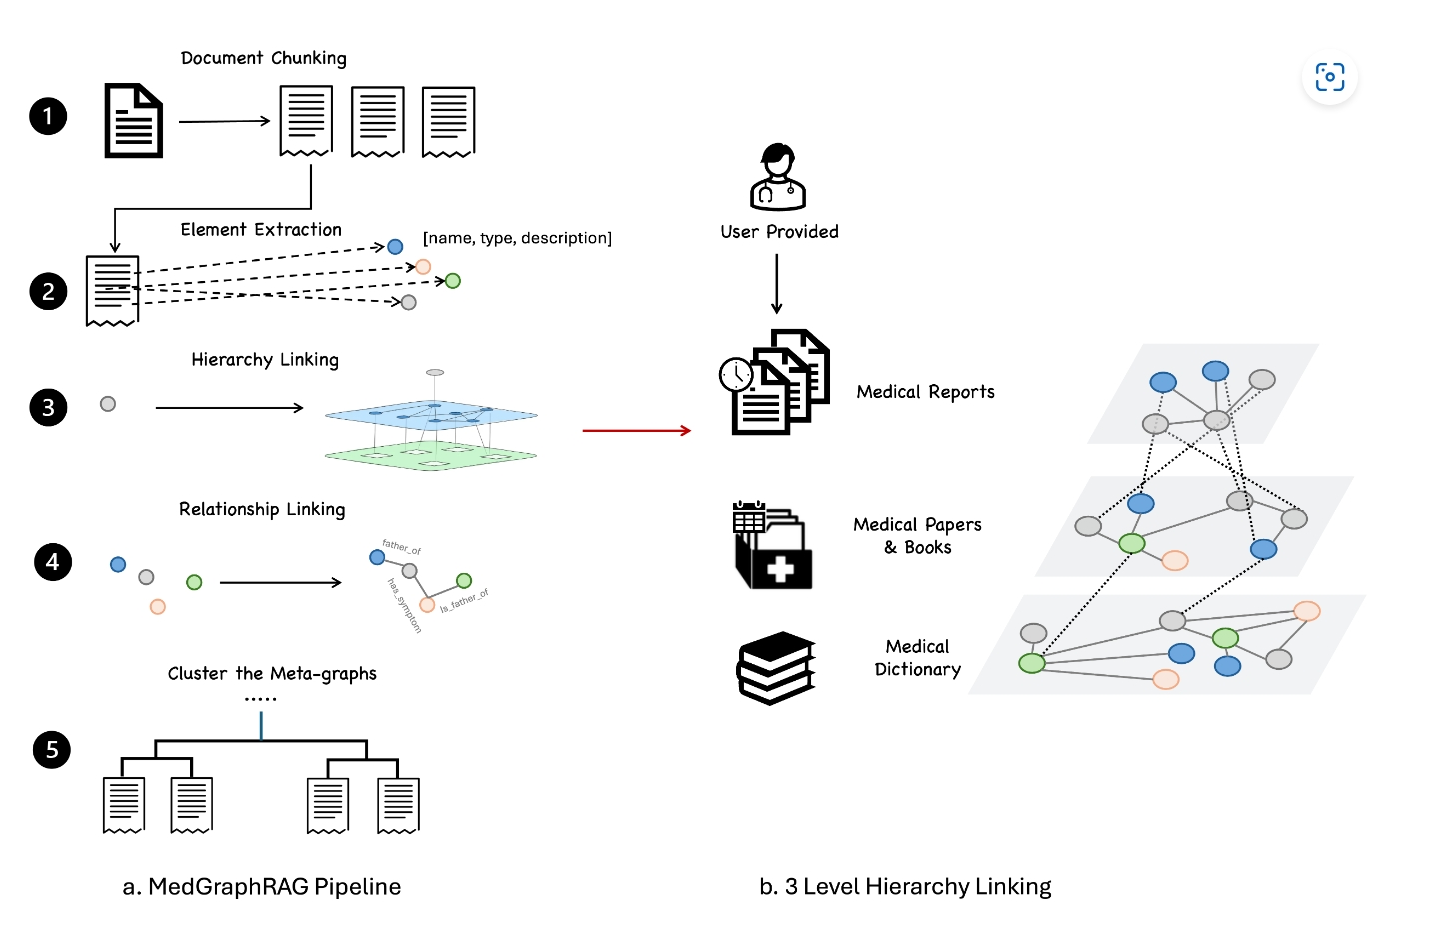 Document Chunking
1
Element Extraction
[name, type, description]
2
Hierarchy Linking
3
Relationship Linking
4
father_of
has_symptom
Is_father_of
Cluster the Meta-graphs
.....
5
a. MedGraphRAG Pipeline
User Provided
Medical Reports
Medical Papers
& Books
Medical
Dictionary
b. 3 Level Hierarchy Linking